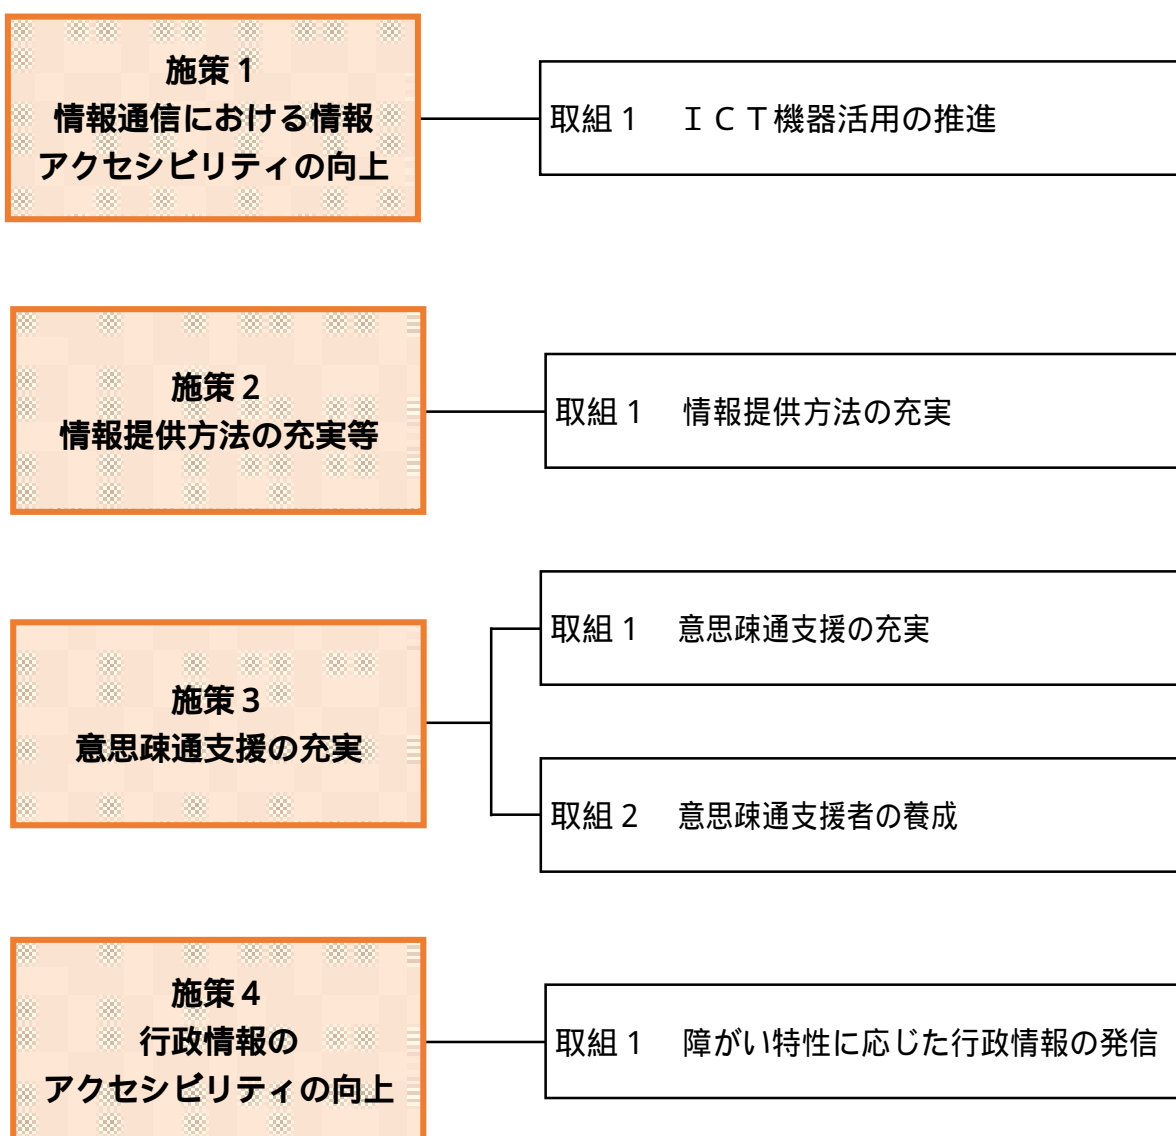 施策１
情報通信における情報
アクセシビリティの向上
取組１　ＩＣＴ機器活用の推進
施策２
情報提供方法の充実等
取組１　情報提供方法の充実
施策３
意思疎通支援の充実
取組１　意思疎通支援の充実
取組２　意思疎通支援者の養成
施策４
行政情報の
アクセシビリティの向上
取組１　障がい特性に応じた行政情報の発信